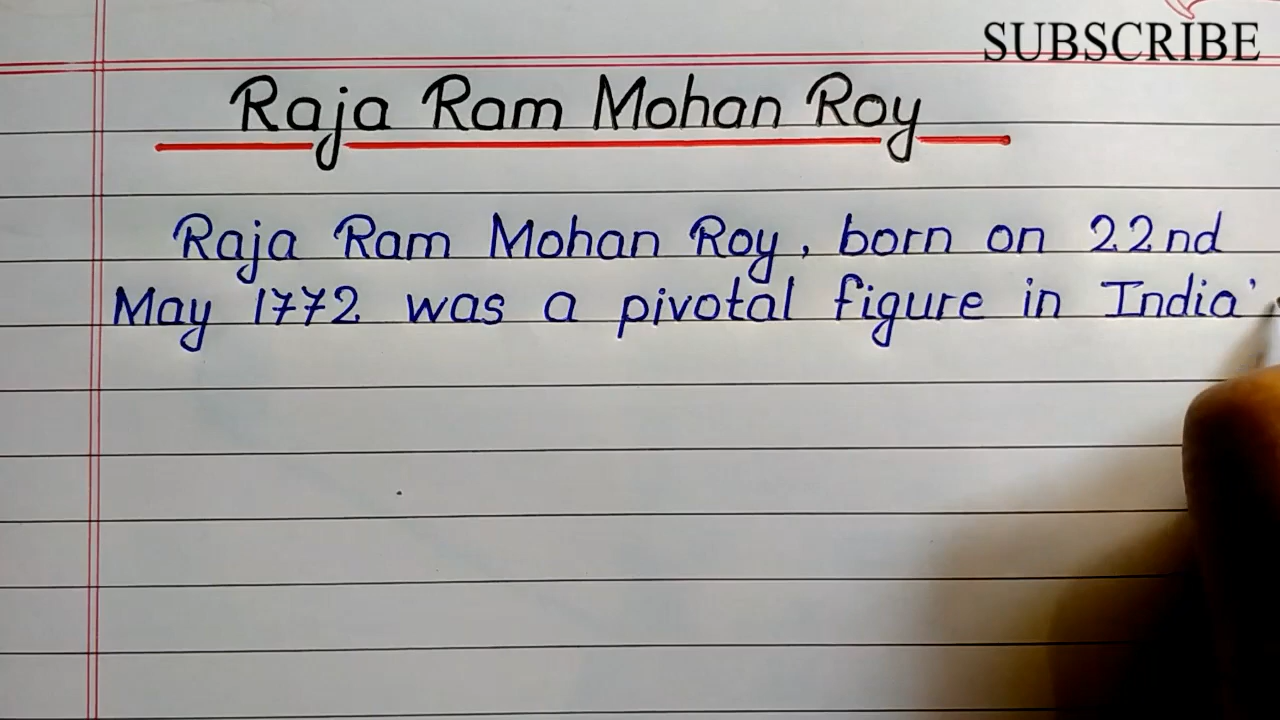 SUBSCRIBE
Raja Ram Mohan Roy
Raja Ram Mohan Roy, born on 22nd
May 1772 was a pivotal figure in India'